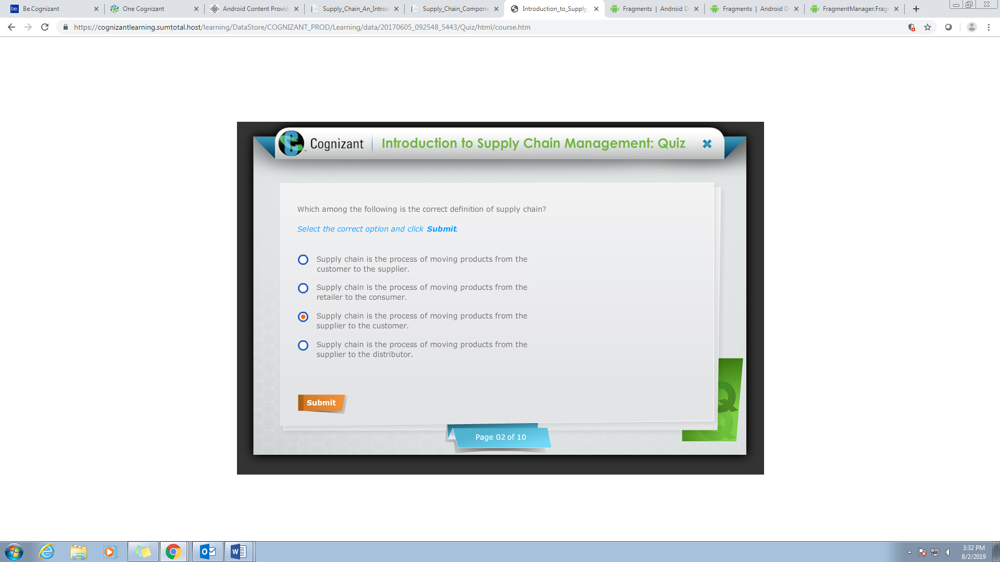 Be.Cognizant
One Cognizant
Android Content Provid
Supply_Chain_An_Introd
Supply_Chain_Compone
Introduction_to_Supply_
Fragments | Android D
Fragments | Android D
FragmentManager.Frag
https://cognizantlearning.sumtotal.host/learning/DataStore/COGNIZANT_PROD/Learning/data/20170605_092548_5443/Quiz/html/course.htm
Cognizant
Introduction to Supply Chain Management: Quiz
Which among the following is the correct definition of supply chain?
Select the correct option and click Submit.
Supply chain is the process of moving products from the
customer to the supplier.
Supply chain is the process of moving products from the
retailer to the consumer.
Supply chain is the process of moving products from the
supplier to the customer.
Supply chain is the process of moving products from the
supplier to the distributor.
Submit
Page 02 of 10
3:32 PM
8/2/2019